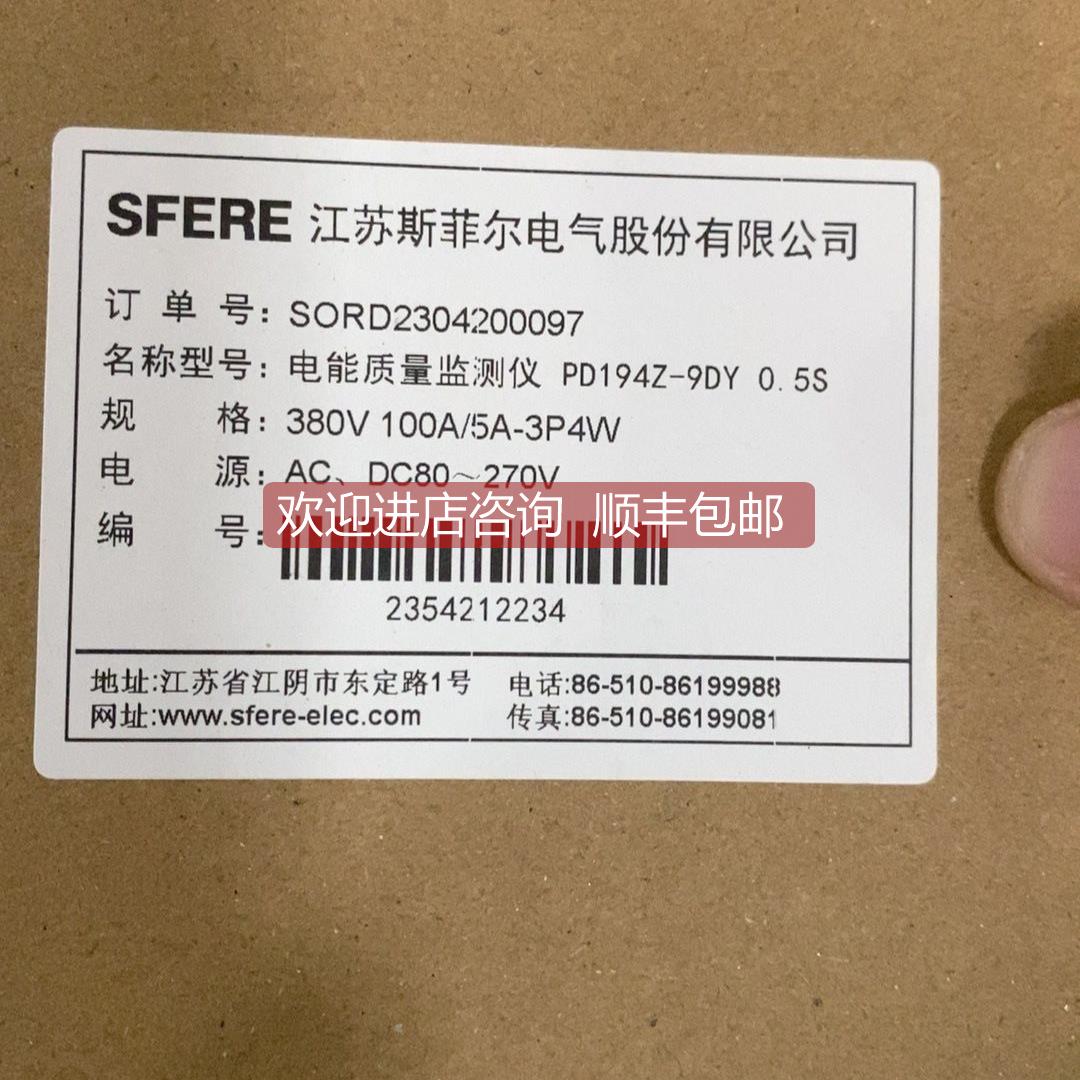 SFERE 江苏斯菲尔电气股份有限公司
订单号：SORD2304200097
名称型号：电能质量监测仪 PD194Z-9DY 0.5S
规格：380V 100A/5A-3P4W
电源：AC、DC80～270V
欢迎进店咨询 顺丰包邮
编号：
2354212234
地址:江苏省江阴市东定路1号 电话:86-510-86199988
网址:www.sfere-elec.com 传真:86-510-86199081